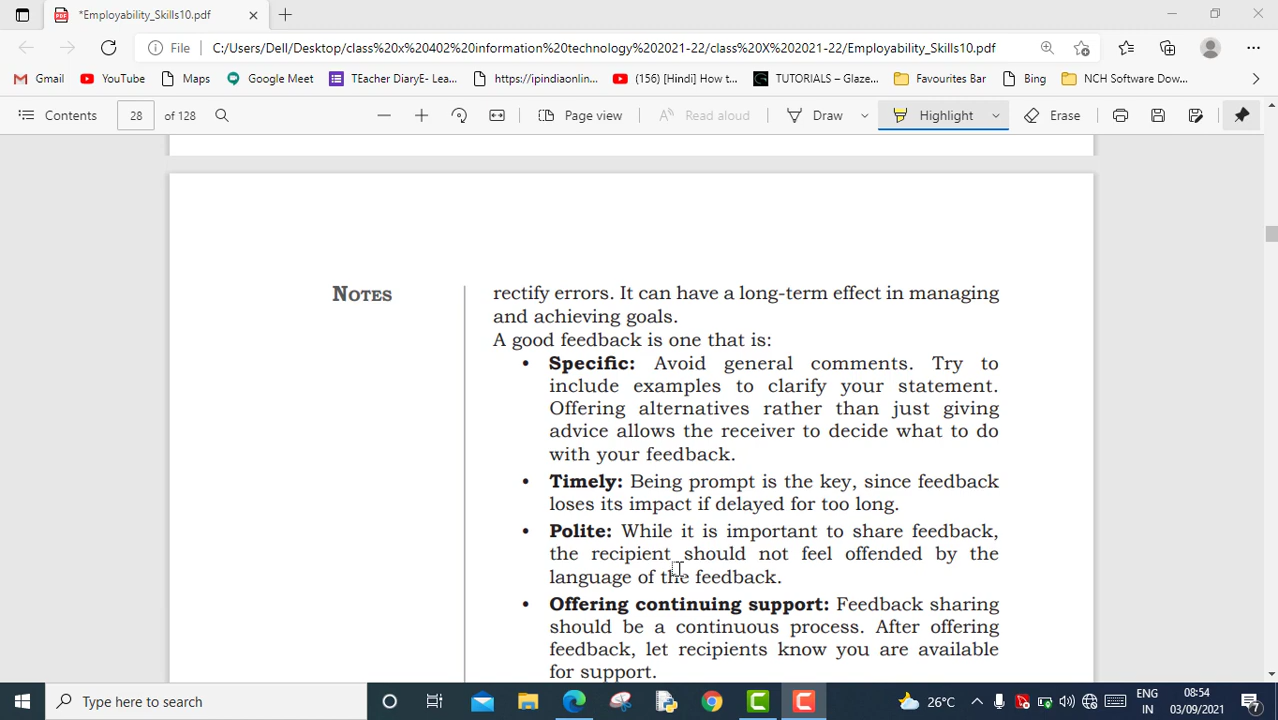 *Employability_Skills10.pdf
File
C:/Users/Dell/Desktop/class%20x%20402%20information%20technology%202021-22/class%20X%202021-22/Employability_Skills10.pdf
Gmail
YouTube
Maps
Google Meet
TEacher DiaryE- Lea...
https://ipindiaonlin...
(156) [Hindi] How t...
TUTORIALS – Glaze...
Favourites Bar
Bing
NCH Software Dow...
Contents
28
of 128
Page view
Read aloud
Draw
Highlight
Erase
NOTES
rectify errors. It can have a long-term effect in managing
and achieving goals.
A good feedback is one that is:
• Specific: Avoid general comments. Try to
include examples to clarify your statement.
Offering alternatives rather than just giving
advice allows the receiver to decide what to do
with your feedback.
• Timely: Being prompt is the key, since feedback
loses its impact if delayed for too long.
• Polite: While it is important to share feedback,
the recipient should not feel offended by the
language of the feedback.
• Offering continuing support: Feedback sharing
should be a continuous process. After offering
feedback, let recipients know you are available
for support.
Type here to search
26°C
ENG
IN
08:54
03/09/2021
7